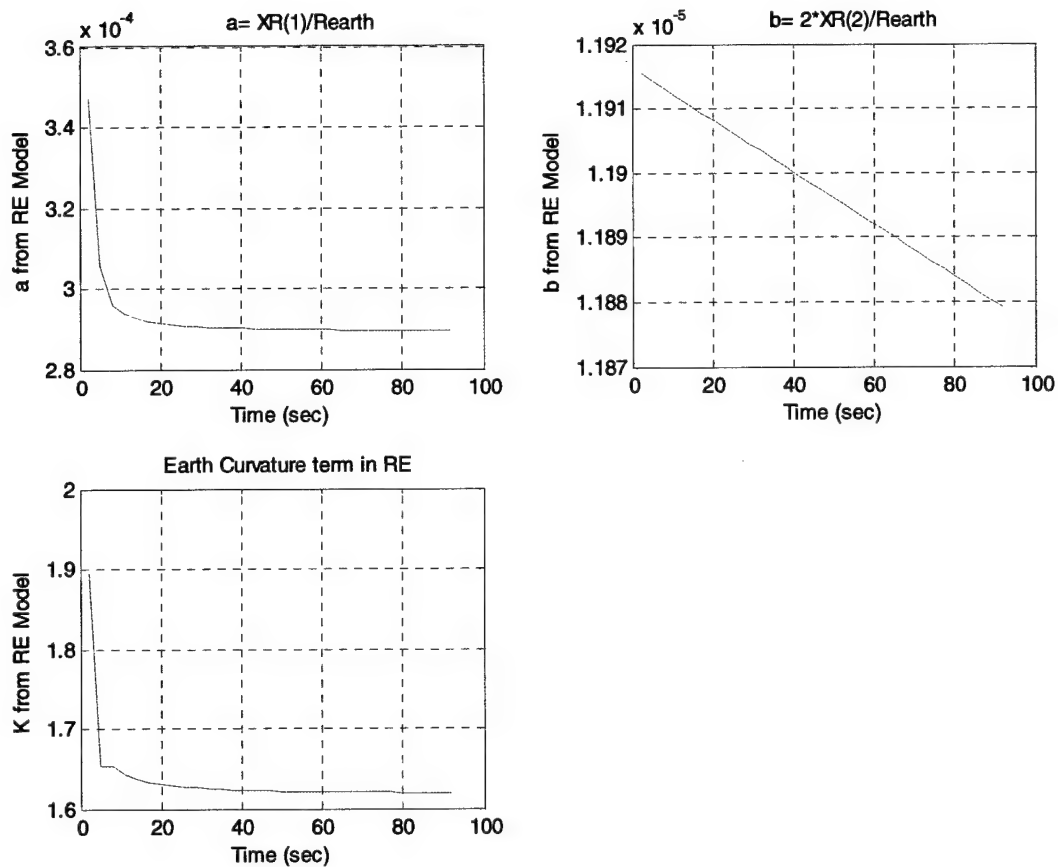 a= XR(1)/Rearth
x 10-4
3.6
3.4
3.2
3
2.8
a from RE Model
0 20 40 60 80 100
Time (sec)
b= 2*XR(2)/Rearth
x 10-5
1.192
1.191
1.19
1.189
1.188
1.187
b from RE Model
0 20 40 60 80 100
Time (sec)
Earth Curvature term in RE
2
1.9
1.8
1.7
1.6
K from RE Model
0 20 40 60 80 100
Time (sec)